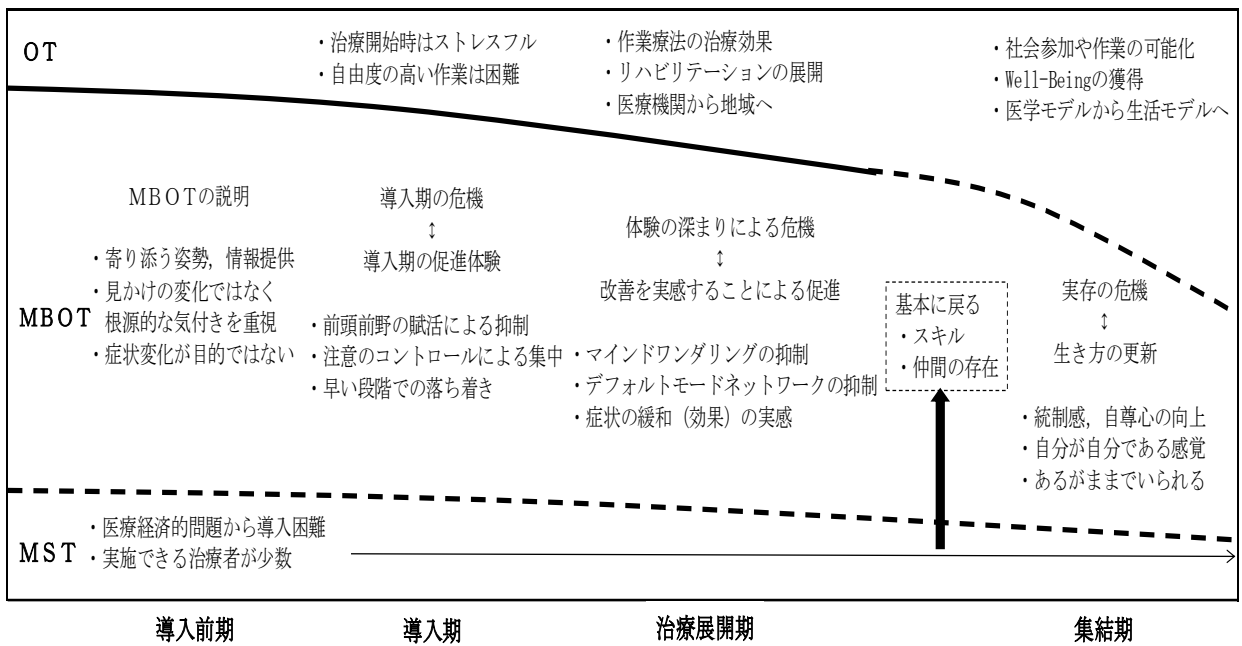 OT
・治療開始時はストレスフル
・自由度の高い作業は困難
・作業療法の治療効果
・リハビリテーションの展開
・医療機関から地域へ
・社会参加や作業の可能化
・Well-Beingの獲得
・医学モデルから生活モデルへ
MBOT
MBOTの説明
・寄り添う姿勢，情報提供
・見かけの変化ではなく
根源的な気付きを重視
・症状変化が目的ではない
導入期の危機
↕
導入期の促進体験
・前頭前野の賦活による抑制
・注意のコントロールによる集中
・早い段階での落ち着き
体験の深まりによる危機
↕
改善を実感することによる促進
・マインドワンダリングの抑制
・デフォルトモードネットワークの抑制
・症状の緩和（効果）の実感
基本に戻る
・スキル
・仲間の存在
実存の危機
↕
生き方の更新
・統制感，自尊心の向上
・自分が自分である感覚
・あるがままでいられる
MST
・医療経済的問題から導入困難
・実施できる治療者が少数
導入前期
導入期
治療展開期
集結期